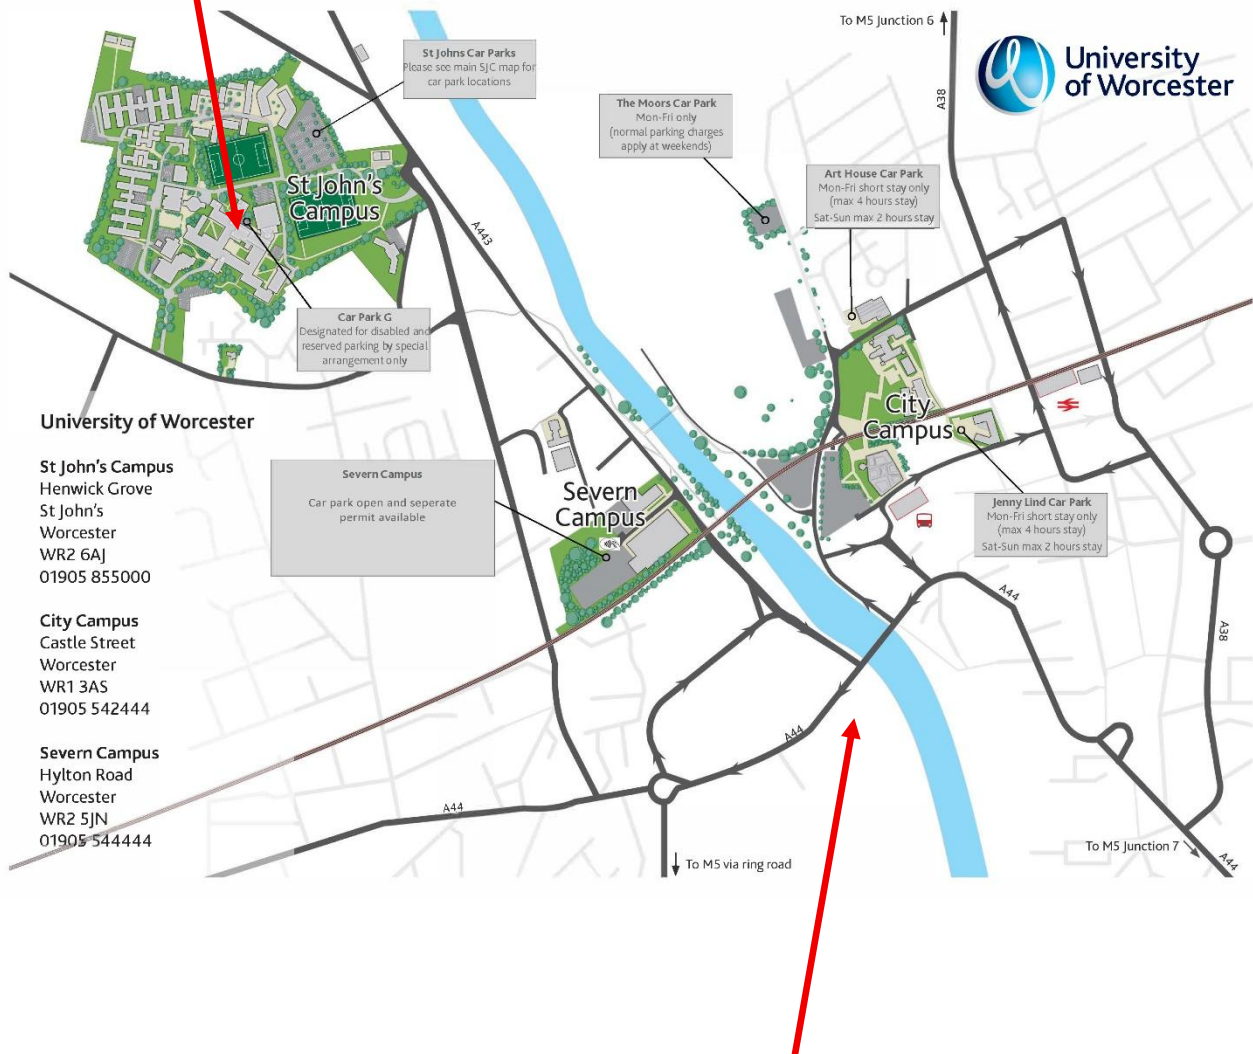 To M5 Junction 6
University
of Worcester
St Johns Car Parks
Please see main SJC map for
car park locations
The Moors Car Park
Mon-Fri only
(normal parking charges
apply at weekends)
A38
Art House Car Park
Mon-Fri short stay only
(max 4 hours stay)
Sat-Sun max 2 hours stay
St John's
Campus
A443
Car Park G
Designated for disabled and
reserved parking by special
arrangement only
City
Campus
University of Worcester
St John's Campus
Henwick Grove
St John's
Worcester
WR2 6AJ
01905 855000
City Campus
Castle Street
Worcester
WR1 3AS
01905 542444
Severn Campus
Hylton Road
Worcester
WR2 5JN
01905 544444
Severn Campus
Car park open and seperate
permit available
Severn
Campus
Jenny Lind Car Park
Mon-Fri short stay only
(max 4 hours stay)
Sat-Sun max 2 hours stay
A44
A38
A44
A44
To M5 via ring road
To M5 Junction 7
A44